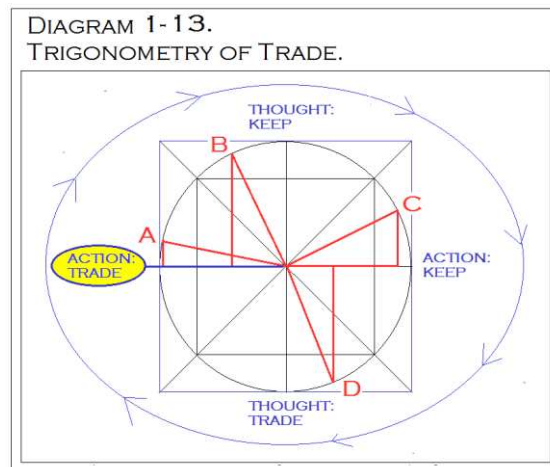 DIAGRAM 1-13.
TRIGONOMETRY OF TRADE.
THOUGHT:
KEEP
B
A
C
ACTION:
TRADE
ACTION:
KEEP
D
THOUGHT:
TRADE